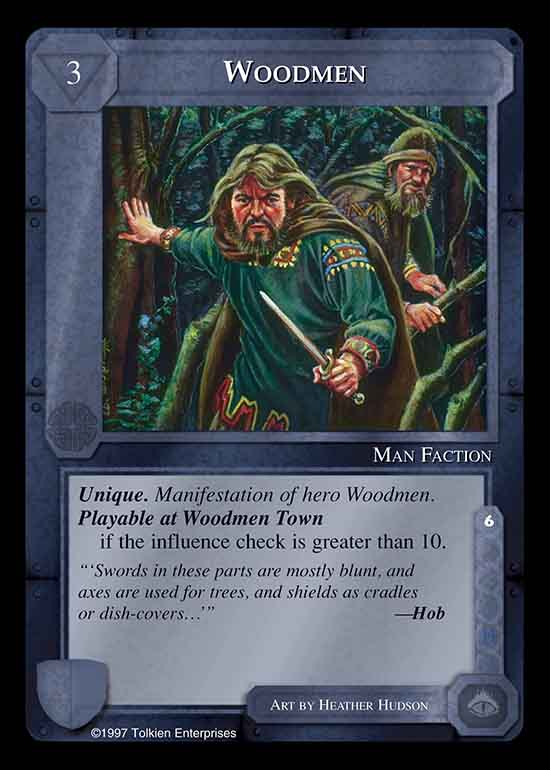 3
WOODMEN
MAN FACTION
Unique. Manifestation of hero Woodmen.
Playable at Woodmen Town
if the influence check is greater than 10.
6
“‘Swords in these parts are mostly blunt, and
axes are used for trees, and shields as cradles
or dish-covers…’” —Hob
ART BY HEATHER HUDSON
©1997 Tolkien Enterprises